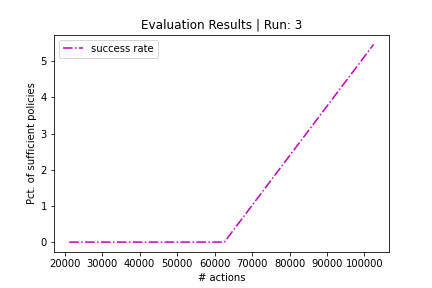 Evaluation Results | Run: 3
success rate
Pct. of sufficient policies
5
4
3
2
1
0
20000 30000 40000 50000 60000 70000 80000 90000 100000
# actions